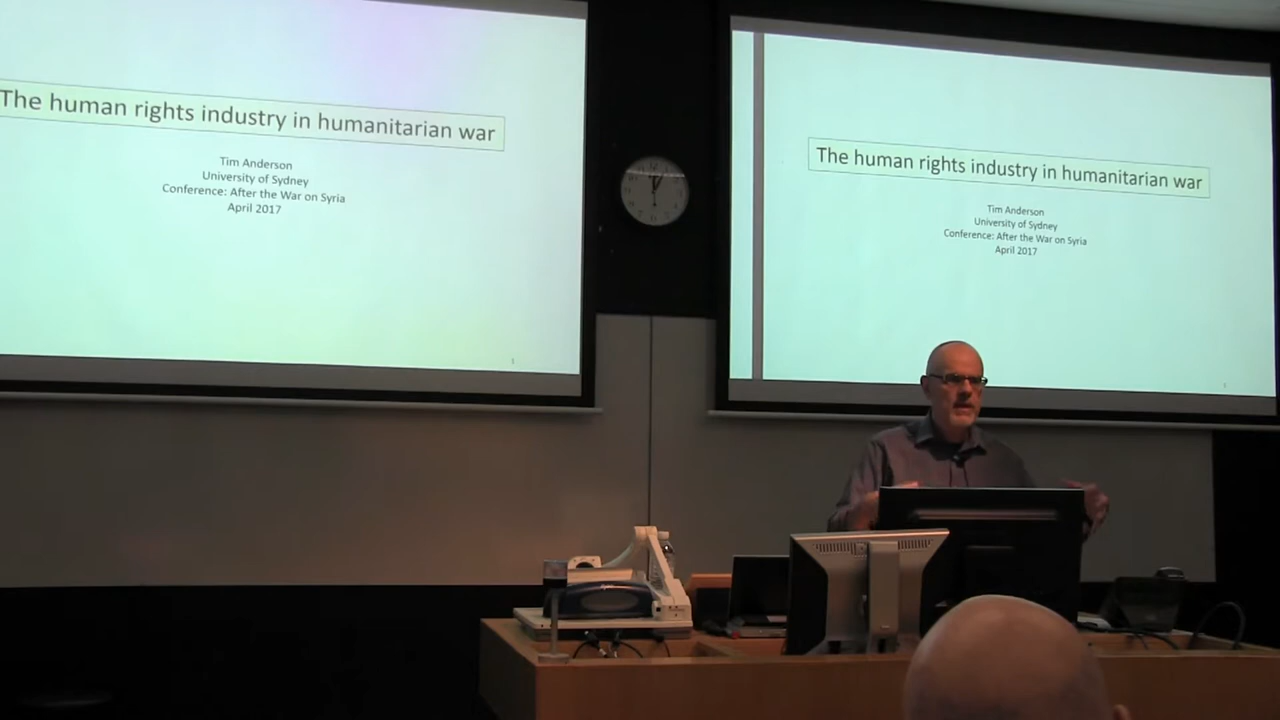 The human rights industry in humanitarian war
Tim Anderson
University of Sydney
Conference: After the War on Syria
April 2017
1
The human rights industry in humanitarian war
Tim Anderson
University of Sydney
Conference: After the War on Syria
April 2017
1